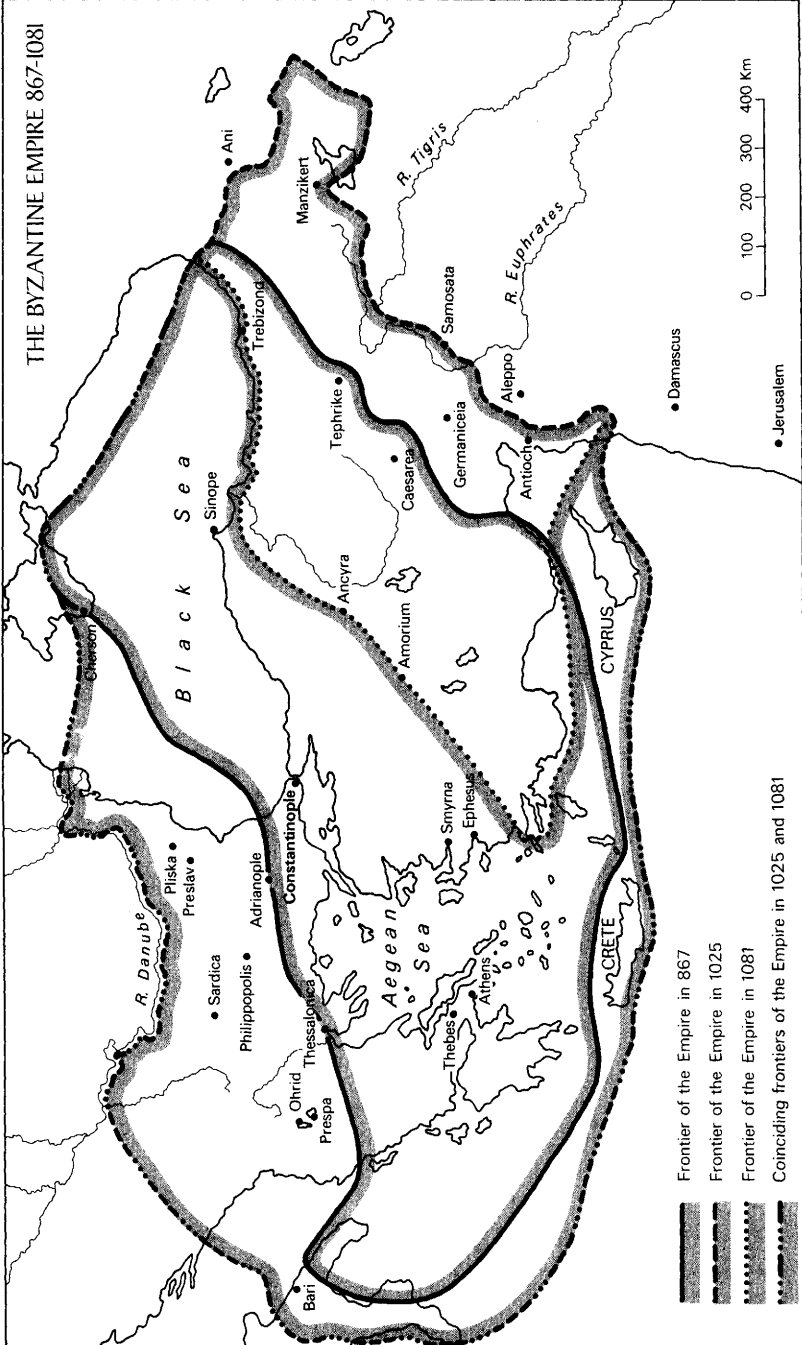 THE BYZANTINE EMPIRE 867-1081
Ani
Manzikert
R. Tigris
R. Euphrates
Trebizond
Samosata
Tephrike
Aleppo
Sinope
Caesarea
Germaniceia
Antioch
Damascus
Jerusalem
Black Sea
Cherson
Ancyra
Amorium
CYPRUS
Constantinople
Smyrna
Ephesus
Pliska
Preslav
Adrianople
R. Danube
Sardica
Philippopolis
Aegean
Sea
Thessalonica
Athens
Thebes
CRETE
Ohrid
Prespa
Bari
0 100 200 300 400 Km
Frontier of the Empire in 867
Frontier of the Empire in 1025
Frontier of the Empire in 1081
Coinciding frontiers of the Empire in 1025 and 1081